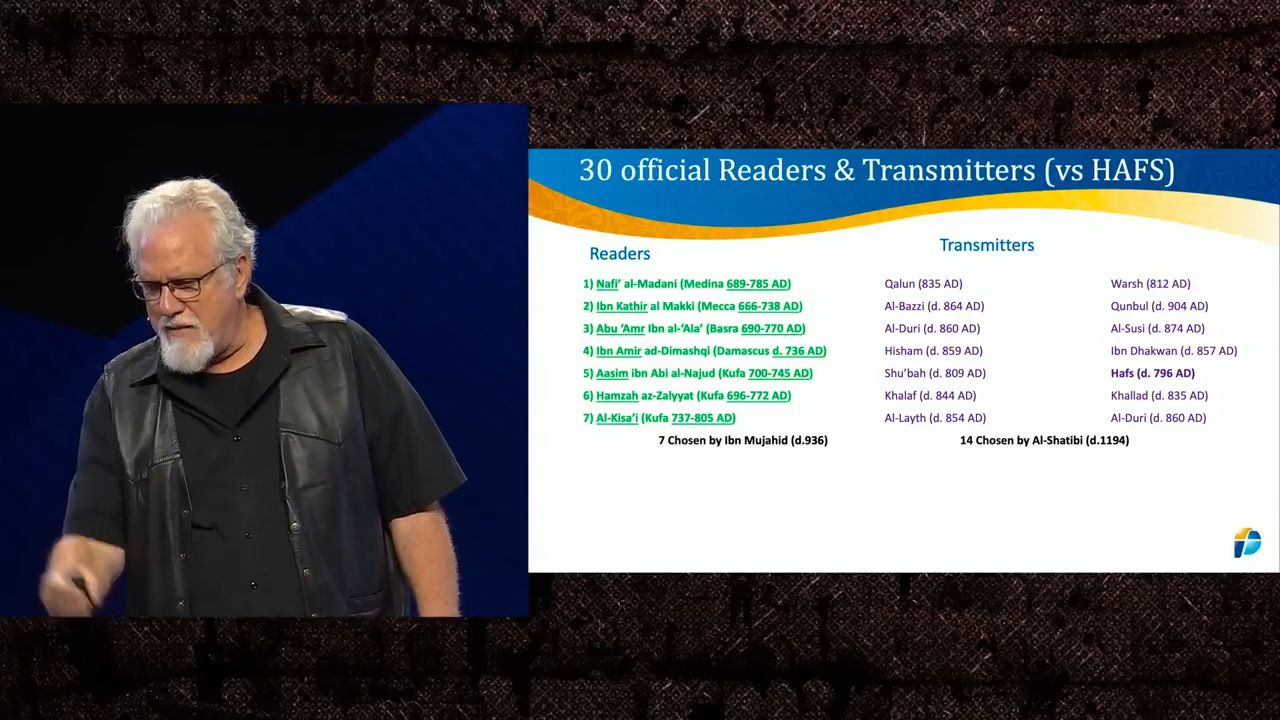 30 official Readers & Transmitters (vs HAFS)
Readers
Transmitters
1) Nafi’ al-Madani (Medina 689-785 AD) Qalun (835 AD) Warsh (812 AD)
2) Ibn Kathir al Makki (Mecca 666-738 AD) Al-Bazzi (d. 864 AD) Qunbul (d. 904 AD)
3) Abu ‘Amr Ibn al-‘Ala’ (Basra 690-770 AD) Al-Duri (d. 860 AD) Al-Susi (d. 874 AD)
4) Ibn Amir ad-Dimashqi (Damascus d. 736 AD) Hisham (d. 859 AD) Ibn Dhakwan (d. 857 AD)
5) Aasim ibn Abi al-Najud (Kufa 700-745 AD) Shu’bah (d. 809 AD) Hafs (d. 796 AD)
6) Hamzah az-Zalyyat (Kufa 696-772 AD) Khalaf (d. 844 AD) Khallad (d. 835 AD)
7) Al-Kisa’i (Kufa 737-805 AD) Al-Layth (d. 854 AD) Al-Duri (d. 860 AD)
7 Chosen by Ibn Mujahid (d.936) 14 Chosen by Al-Shatibi (d.1194)